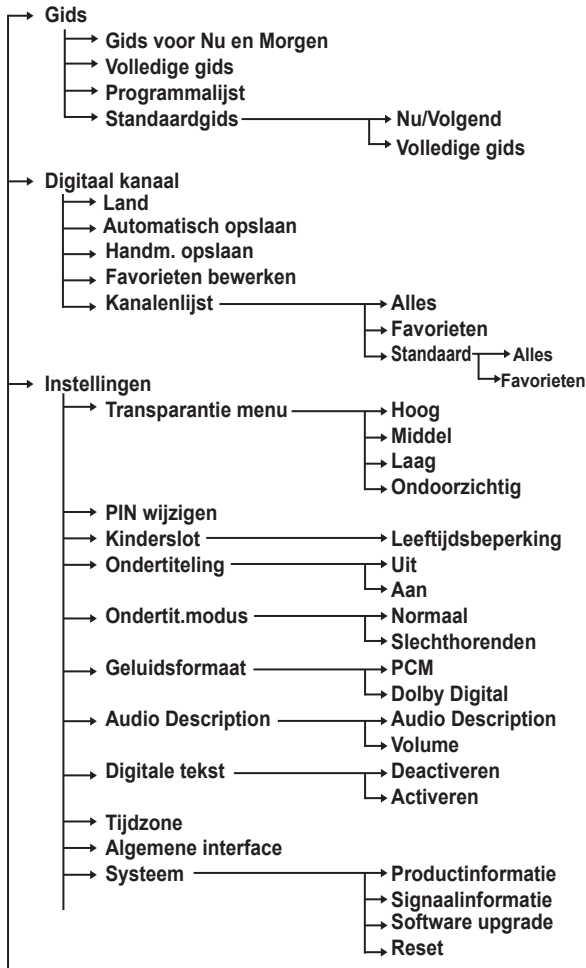 Gids
Gids voor Nu en Morgen
Volledige gids
Programmalijst
Standaardgids
Nu/Volgend
Volledige gids
Digitaal kanaal
Land
Automatisch opslaan
Handm. opslaan
Favorieten bewerken
Kanalenlijst
Alles
Favorieten
Standaard
Alles
Favorieten
Instellingen
Transparantie menu
Hoog
Middel
Laag
Ondoorzichtig
PIN wijzigen
Kinderslot
Leeftijdsbeperking
Ondertiteling
Uit
Aan
Ondertit.modus
Normaal
Slechthorenden
Geluidsformaat
PCM
Dolby Digital
Audio Description
Audio Description
Volume
Digitale tekst
Deactiveren
Activeren
Tijdzone
Algemene interface
Systeem
Productinformatie
Signaalinformatie
Software upgrade
Reset